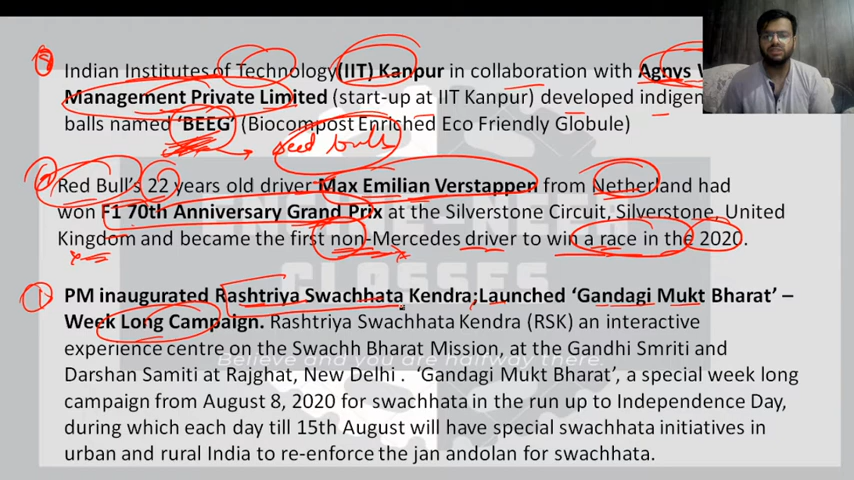 Indian Institutes of Technology(IIT) Kanpur in collaboration with Agnys
Management Private Limited (start-up at IIT Kanpur) developed indigen
balls named 'BEEG' (Biocompost Enriched Eco Friendly Globule)
seed balls
Red Bull's 22 years old driver Max Emilian Verstappen from Netherland had
won F1 70th Anniversary Grand Prix at the Silverstone Circuit, Silverstone, United
Kingdom and became the first non-Mercedes driver to win a race in the 2020.
PM inaugurated Rashtriya Swachhata Kendra;Launched 'Gandagi Mukt Bharat' –
Week Long Campaign. Rashtriya Swachhata Kendra (RSK) an interactive
experience centre on the Swachh Bharat Mission, at the Gandhi Smriti and
Believe and you are halfway there
Darshan Samiti at Rajghat, New Delhi . 'Gandagi Mukt Bharat', a special week long
campaign from August 8, 2020 for swachhata in the run up to Independence Day,
during which each day till 15th August will have special swachhata initiatives in
urban and rural India to re-enforce the jan andolan for swachhata.
CLASSES